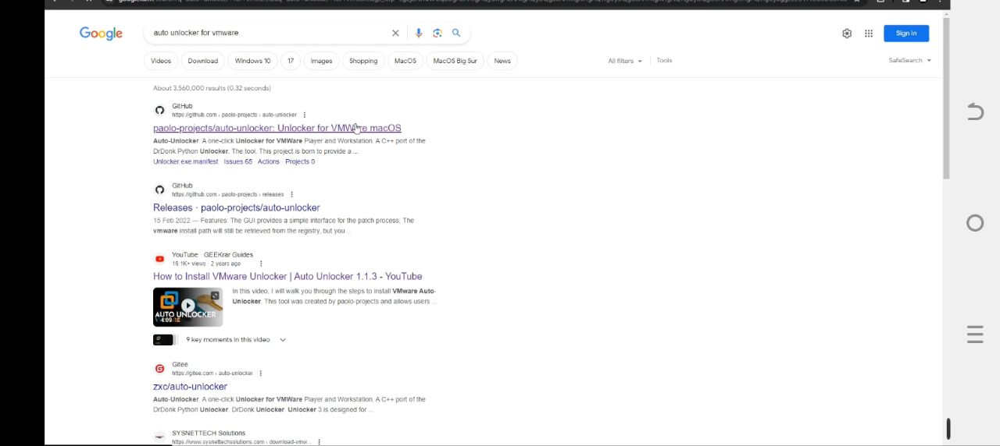 Google
auto unlocker for vmware
Sign in
Videos
Download
Windows 10
17
Images
Shopping
MacOS
MacOS Big Sur
News
All filters
Tools
SafeSearch
About 3,560,000 results (0.32 seconds)
GitHub
https://github.com › paolo-projects › auto-unlocker
paolo-projects/auto-unlocker: Unlocker for VMWare macOS
Auto-Unlocker. A one-click Unlocker for VMWare Player and Workstation. A C++ port of the
DrDonk Python Unlocker. The tool. This project is born to provide a ...
Unlocker.exe.manifest · Issues 65 · Actions · Projects 0
GitHub
https://github.com › paolo-projects › releases
Releases · paolo-projects/auto-unlocker
15 Feb 2022 — Features. The GUI provides a simple interface for the patch process, The
vmware install path will still be retrieved from the registry, but you ...
YouTube · GEEKrar Guides
16.1K+ views · 2 years ago
How to Install VMware Unlocker | Auto Unlocker 1.1.3 - YouTube
In this video, I will walk you through the steps to install VMware Auto-
Unlocker. This tool was created by paolo-projects and allows users ...
AUTO UNLOCKER
4:09
9 key moments in this video
Gitee
https://gitee.com › auto-unlocker
zxc/auto-unlocker
Auto-Unlocker. A one-click Unlocker for VMWare Player and Workstation. A C++ port of the
DrDonk Python Unlocker. DrDonk Unlocker. Unlocker 3 is designed for ...
SYSNETTECH Solutions
https://www.sysnettechsolutions.com › download-vmw...